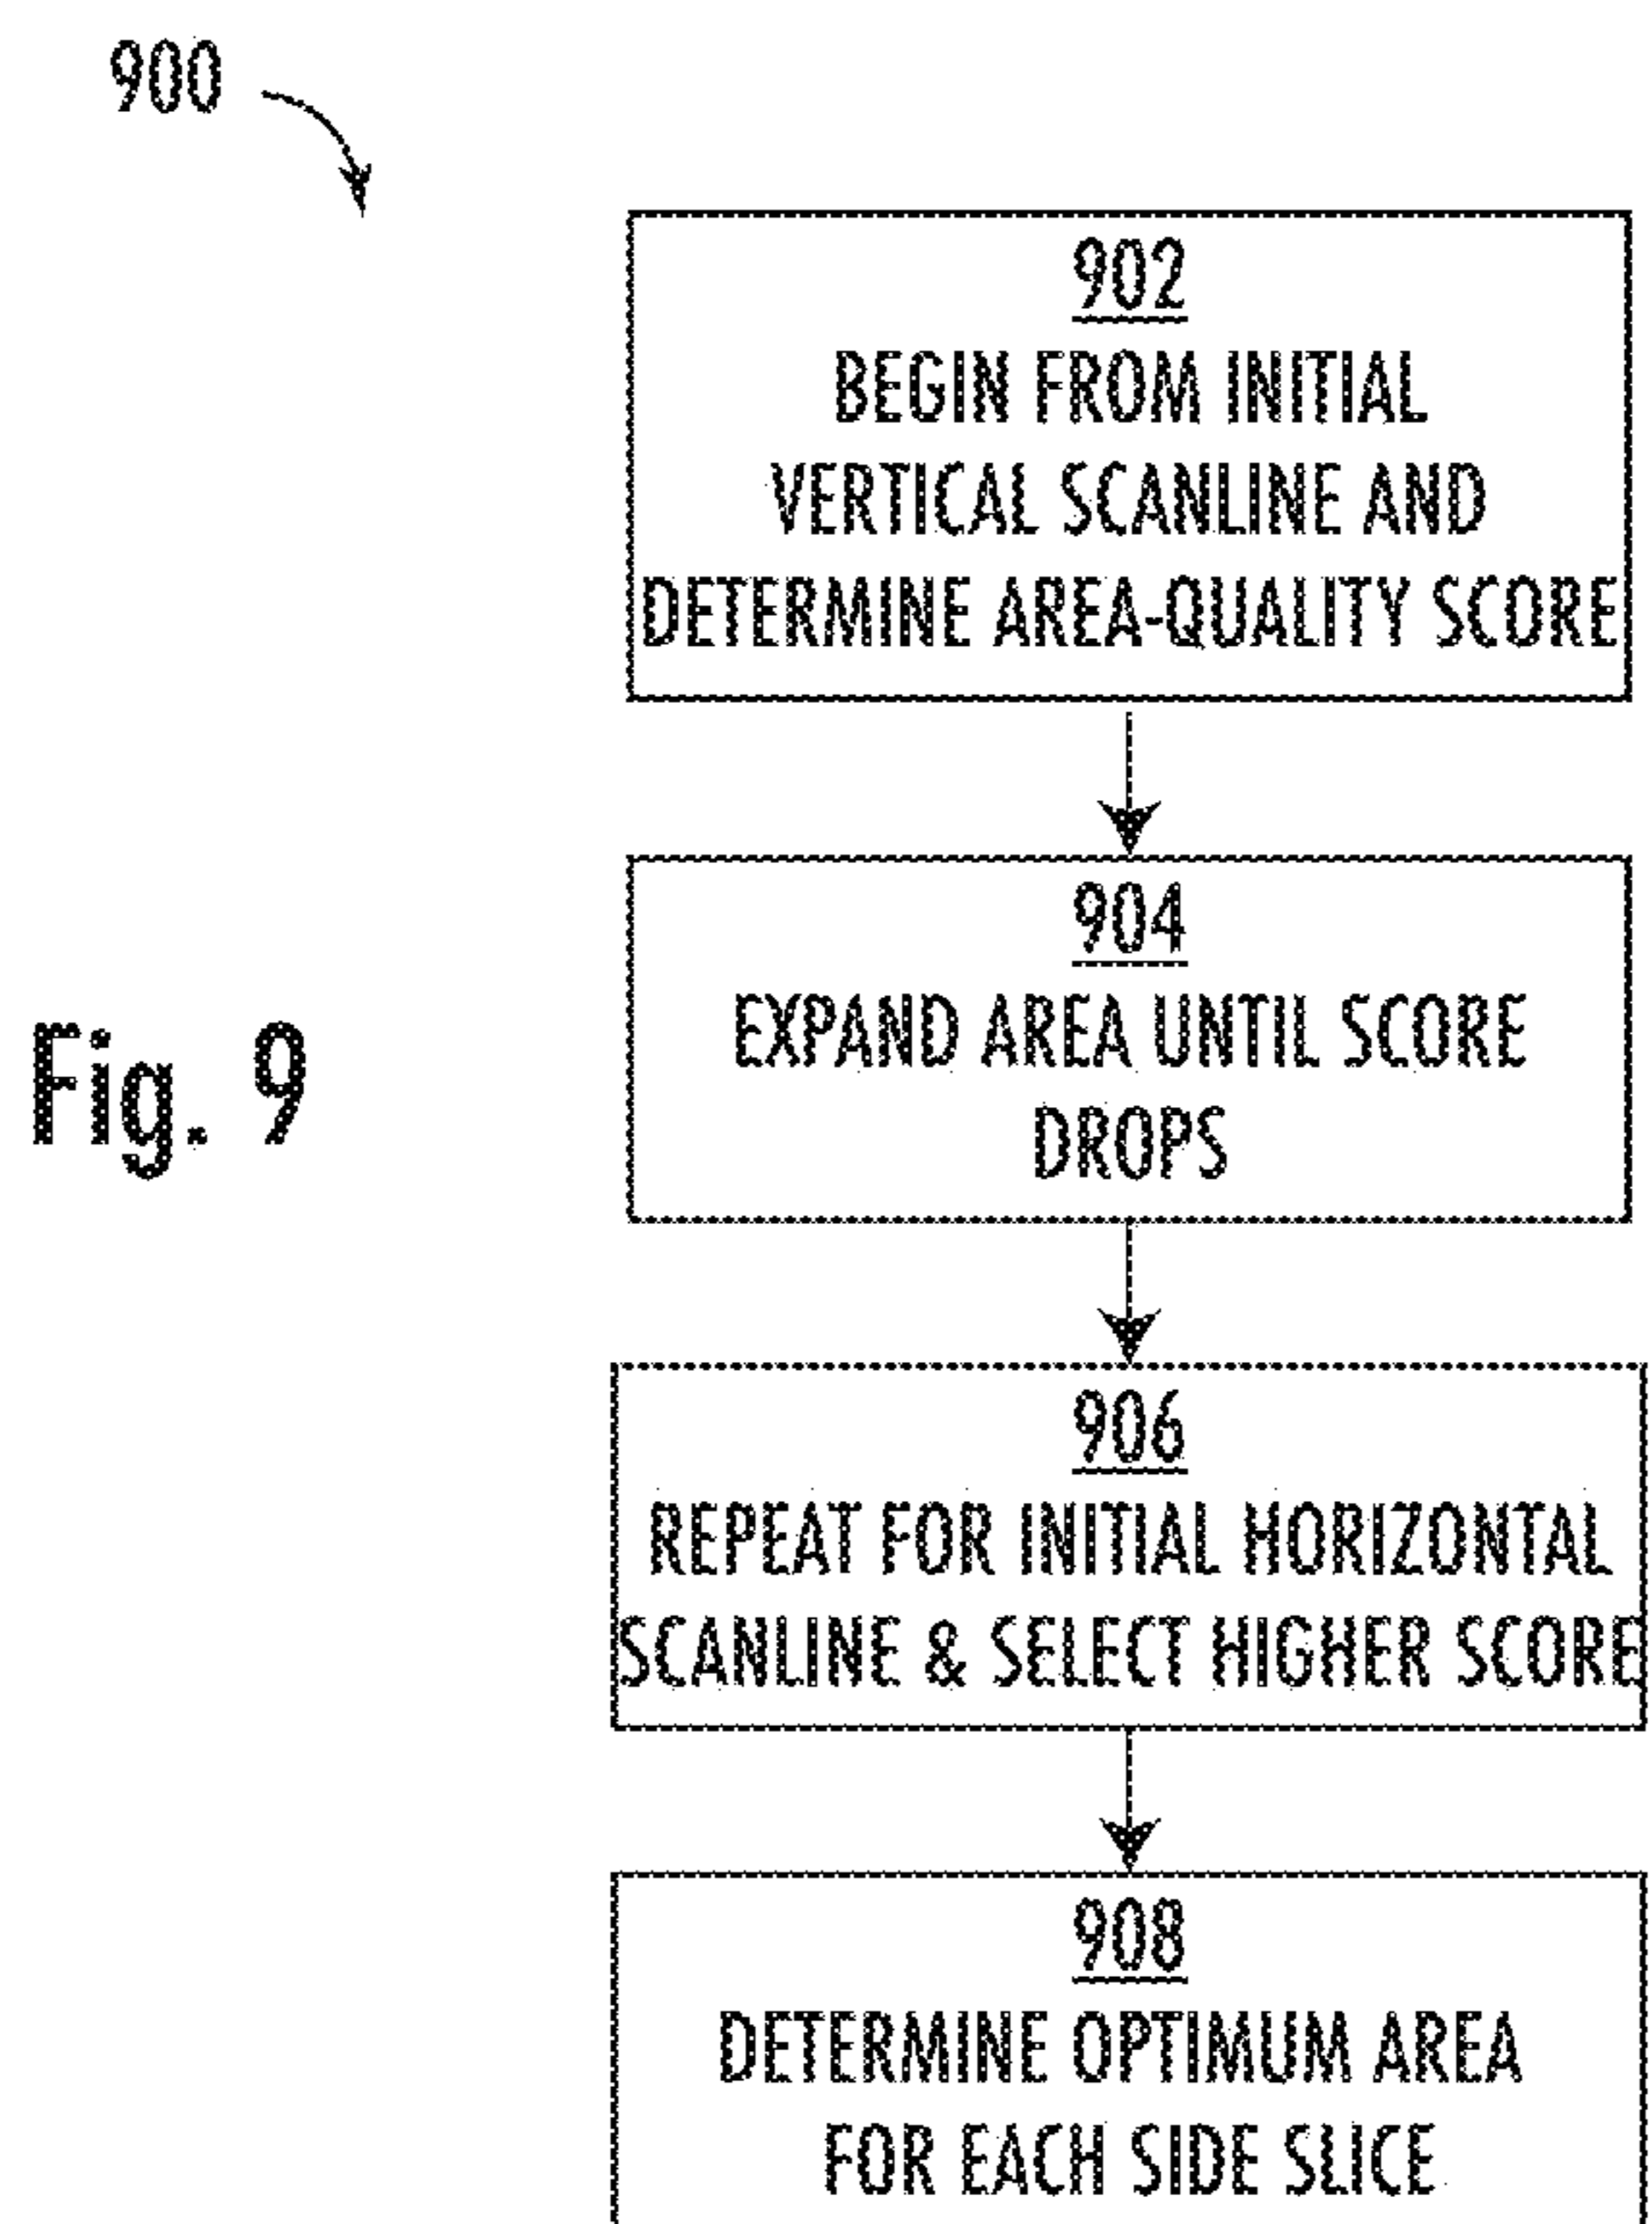 900
902
BEGIN FROM INITIAL
VERTICAL SCANLINE AND
DETERMINE AREA-QUALITY SCORE
904
EXPAND AREA UNTIL SCORE
DROPS
Fig. 9
906
REPEAT FOR INITIAL HORIZONTAL
SCANLINE & SELECT HIGHER SCORE
908
DETERMINE OPTIMUM AREA
FOR EACH SIDE SLICE